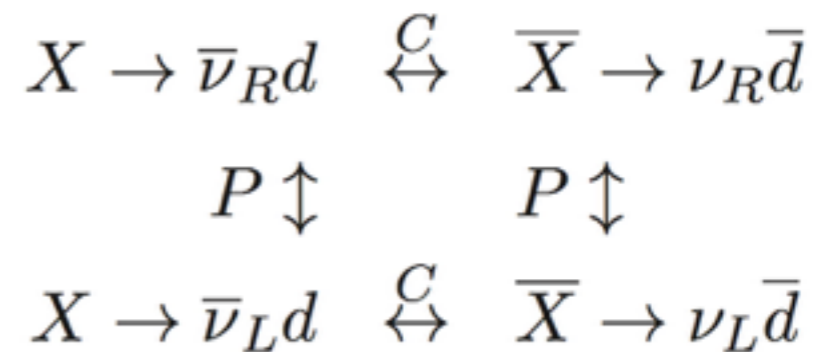 X → ν̄_R d ↔^C X̄ → ν_R d̄
P ↕ P ↕
X → ν̄_L d ↔^C X̄ → ν_L d̄